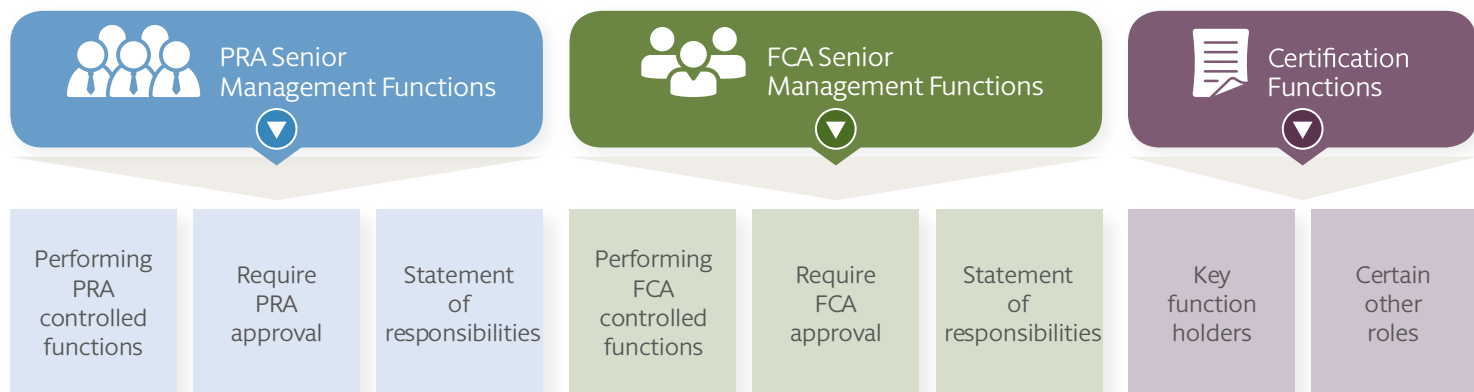 PRA Senior
Management Functions
FCA Senior
Management Functions
Certification
Functions
Performing
PRA
controlled
functions
Require
PRA
approval
Statement
of
responsibilities
Performing
FCA
controlled
functions
Require
FCA
approval
Statement
of
responsibilities
Key
function
holders
Certain
other
roles